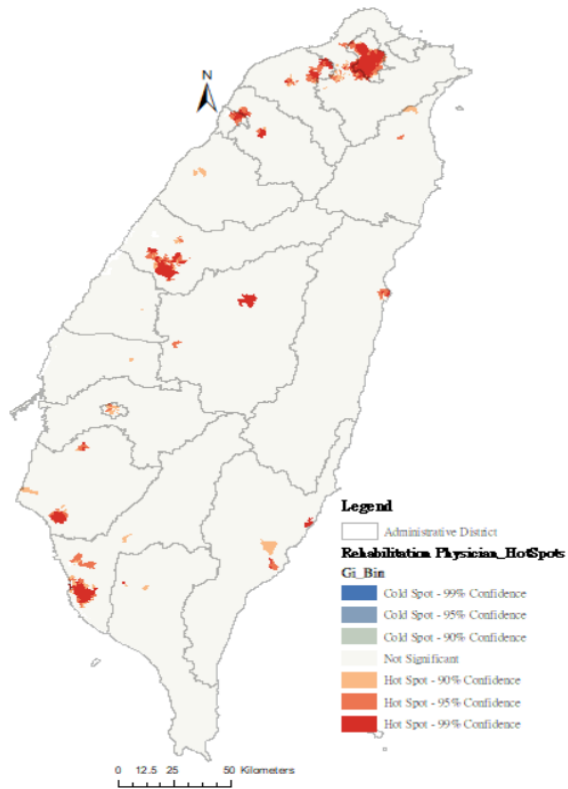 N
Legend
Administrative District
Rehabilitation Physician_HotSpots
Gi_Bin
Cold Spot - 99% Confidence
Cold Spot - 95% Confidence
Cold Spot - 90% Confidence
Not Significant
Hot Spot - 90% Confidence
Hot Spot - 95% Confidence
Hot Spot - 99% Confidence
0 12.5 25 50 Kilometers